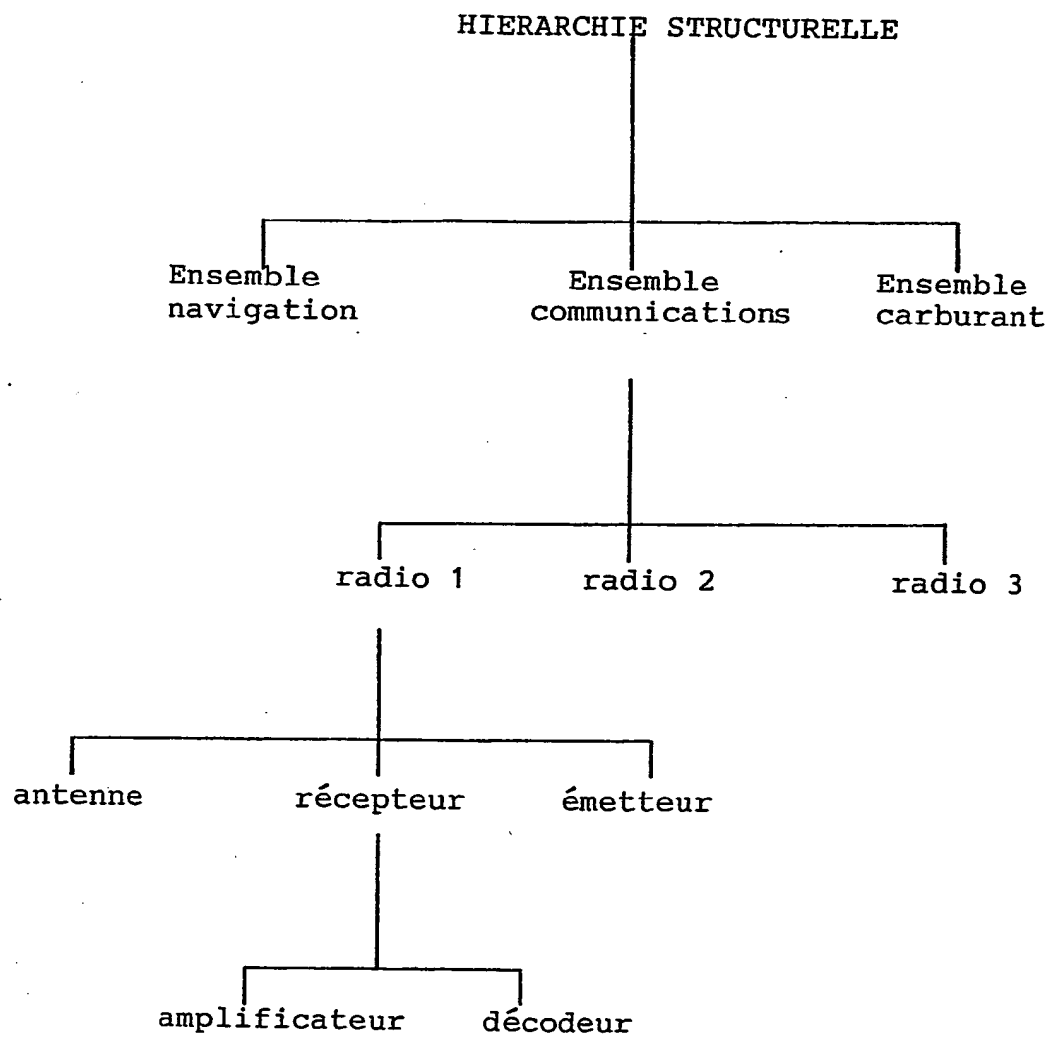 HIERARCHIE STRUCTURELLE
Ensemble
navigation
Ensemble
communications
Ensemble
carburant
radio 1
radio 2
radio 3
antenne
récepteur
émetteur
amplificateur
décodeur